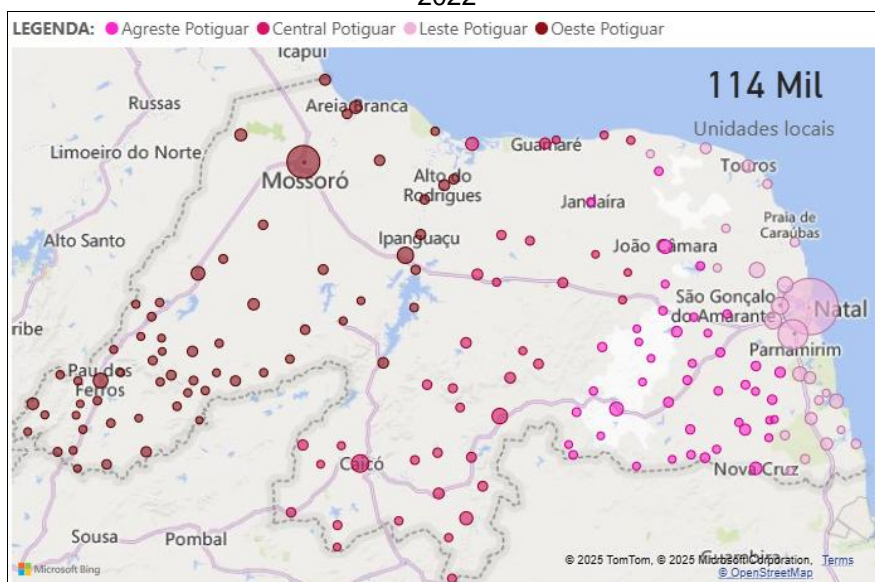 2022
LEGENDA: Agreste Potiguar Central Potiguar Leste Potiguar Oeste Potiguar
Icapuí
114 Mil
Unidades locais
Russas
Areia Branca
Limoeiro do Norte
Guamaré
Touros
Mossoró
Alto do
Rodrigues
Jandaíra
Praia de
Caraúbas
Alto Santo
Ipanguaçu
João Câmara
São Gonçalo
do Amarante
Natal
ribe
Parnamirim
Pau dos
Ferros
Caicó
Nova Cruz
Sousa
Pombal
Guarabira
Microsoft Bing
© 2025 TomTom, © 2025 Microsoft Corporation, Terms
© OpenStreetMap